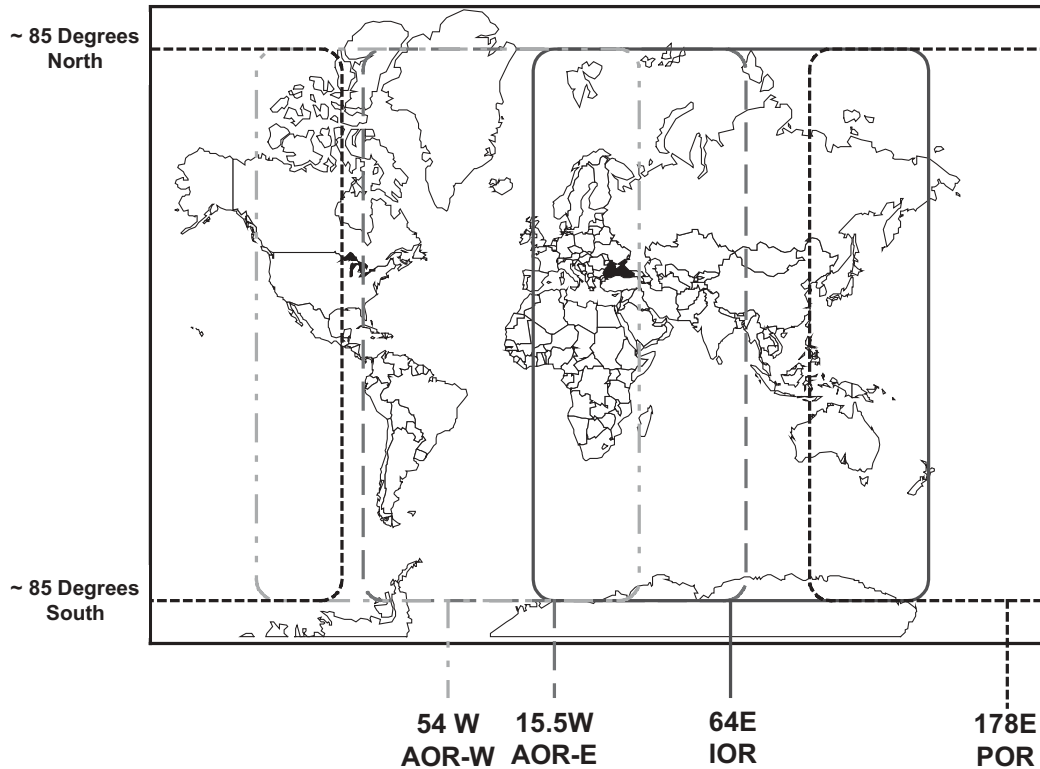 ~ 85 Degrees
North
~ 85 Degrees
South
54 W
AOR-W
15.5W
AOR-E
64E
IOR
178E
POR